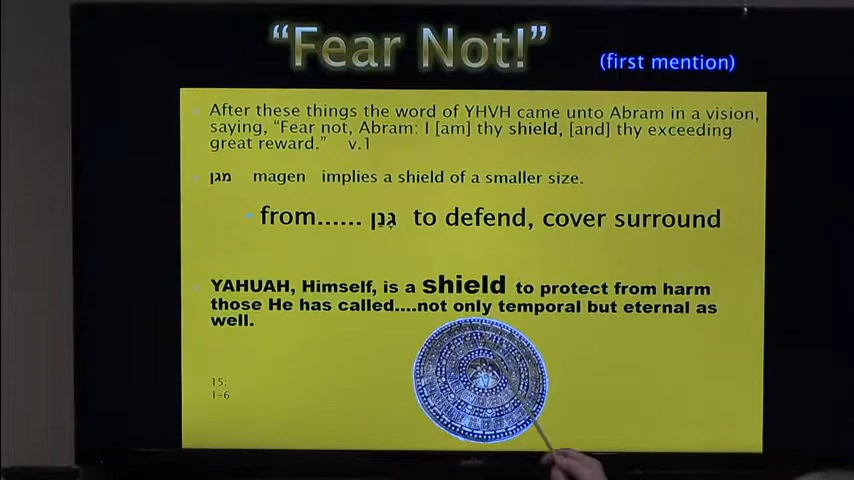 “Fear Not!”
(first mention)
After these things the word of YHVH came unto Abram in a vision,
saying, “Fear not, Abram: I [am] thy shield, [and] thy exceeding
great reward.” v.1
מגן magen implies a shield of a smaller size.
from...... גָּנַן to defend, cover surround
YAHUAH, Himself, is a shield to protect from harm
those He has called....not only temporal but eternal as
well.
15;
1-6